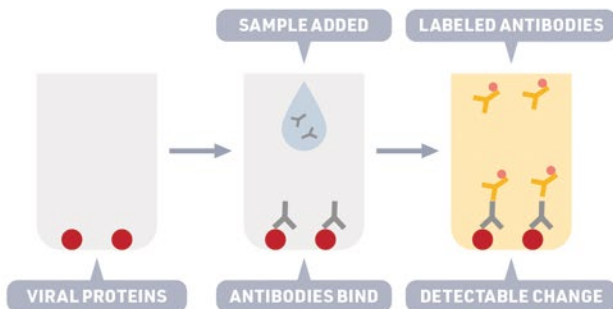 SAMPLE ADDED
LABELED ANTIBODIES
VIRAL PROTEINS
ANTIBODIES BIND
DETECTABLE CHANGE